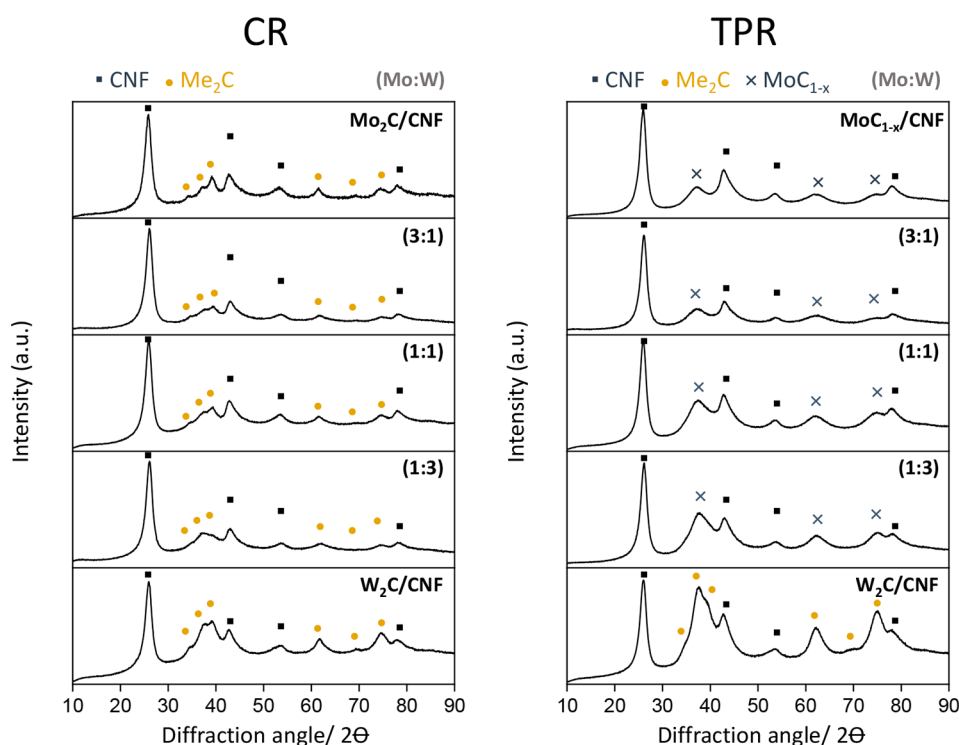 CR
■ CNF ● Me₂C (Mo:W)
Mo₂C/CNF
(3:1)
(1:1)
(1:3)
W₂C/CNF
Intensity (a.u.)
10 20 30 40 50 60 70 80 90
Diffraction angle/ 2Ɵ
TPR
■ CNF ● Me₂C × MoC₁₋ₓ (Mo:W)
MoC₁₋ₓ/CNF
(3:1)
(1:1)
(1:3)
W₂C/CNF
Intensity (a.u.)
10 20 30 40 50 60 70 80 90
Diffraction angle/ 2Ɵ